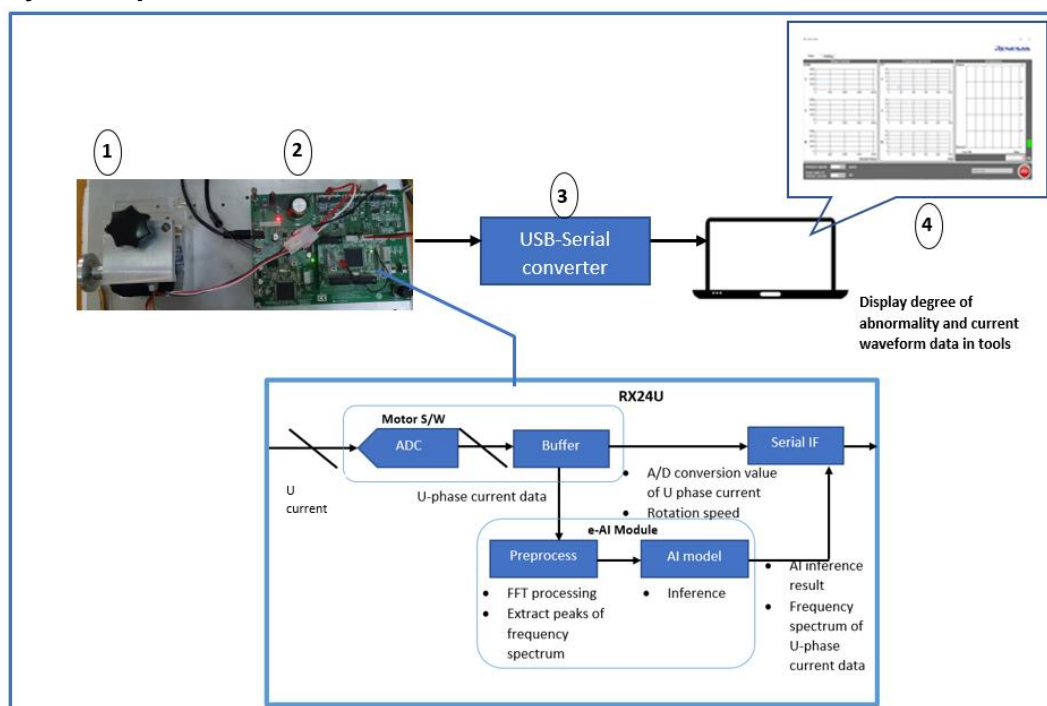 RENESAS
1
2
3
USB-Serial
converter
4
Display degree of
abnormality and current
waveform data in tools
RX24U
Motor S/W
ADC
Buffer
Serial IF
U
current
U-phase current data
• A/D conversion value
of U phase current
• Rotation speed
e-AI Module
Preprocess
AI model
• FFT processing
• Extract peaks of
frequency
spectrum
• Inference
• AI inference
result
• Frequency
spectrum of
U-phase
current data